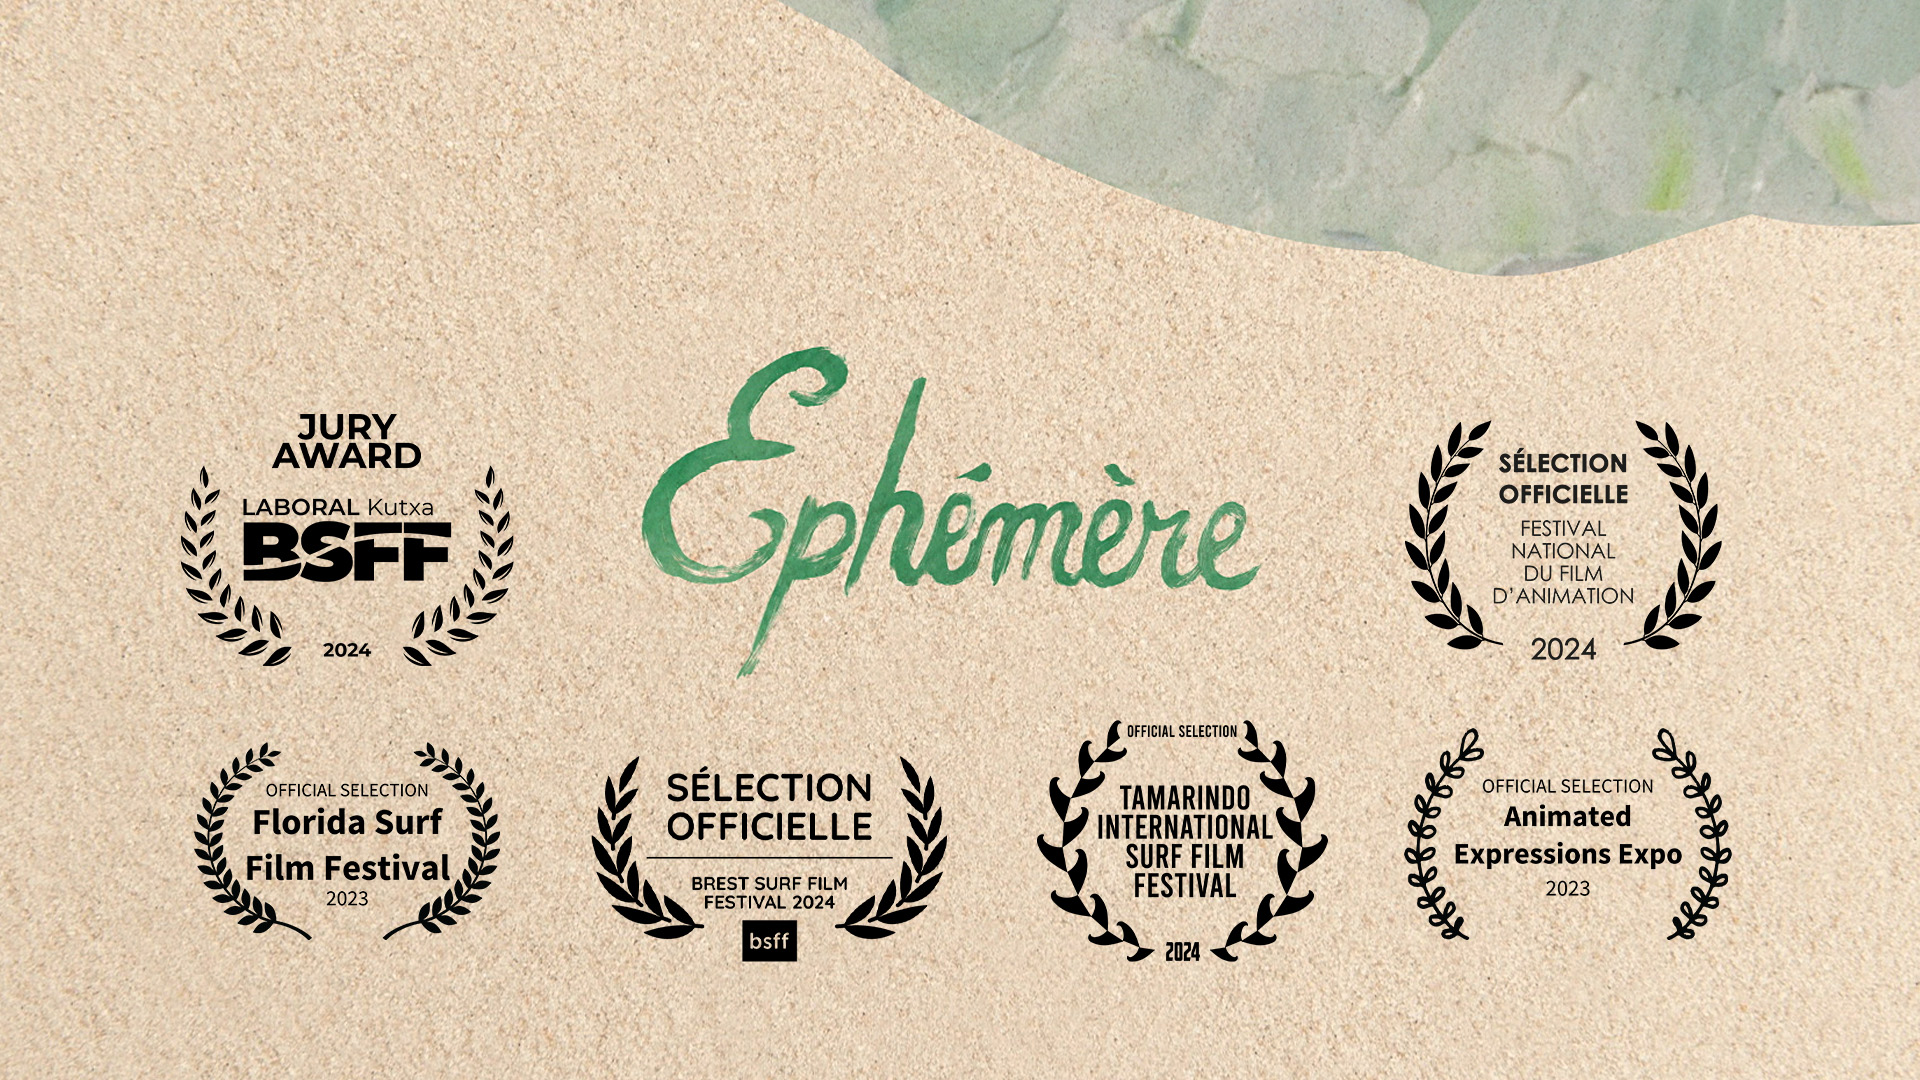 Ephémère
JURY
AWARD
LABORAL Kutxa
BSFF
2024
SÉLECTION
OFFICIELLE
FESTIVAL
NATIONAL
DU FILM
D'ANIMATION
2024
OFFICIAL SELECTION
Florida Surf
Film Festival
2023
SÉLECTION
OFFICIELLE
BREST SURF FILM
FESTIVAL 2024
bsff
OFFICIAL SELECTION
TAMARINDO
INTERNATIONAL
SURF FILM
FESTIVAL
2024
OFFICIAL SELECTION
Animated
Expressions Expo
2023